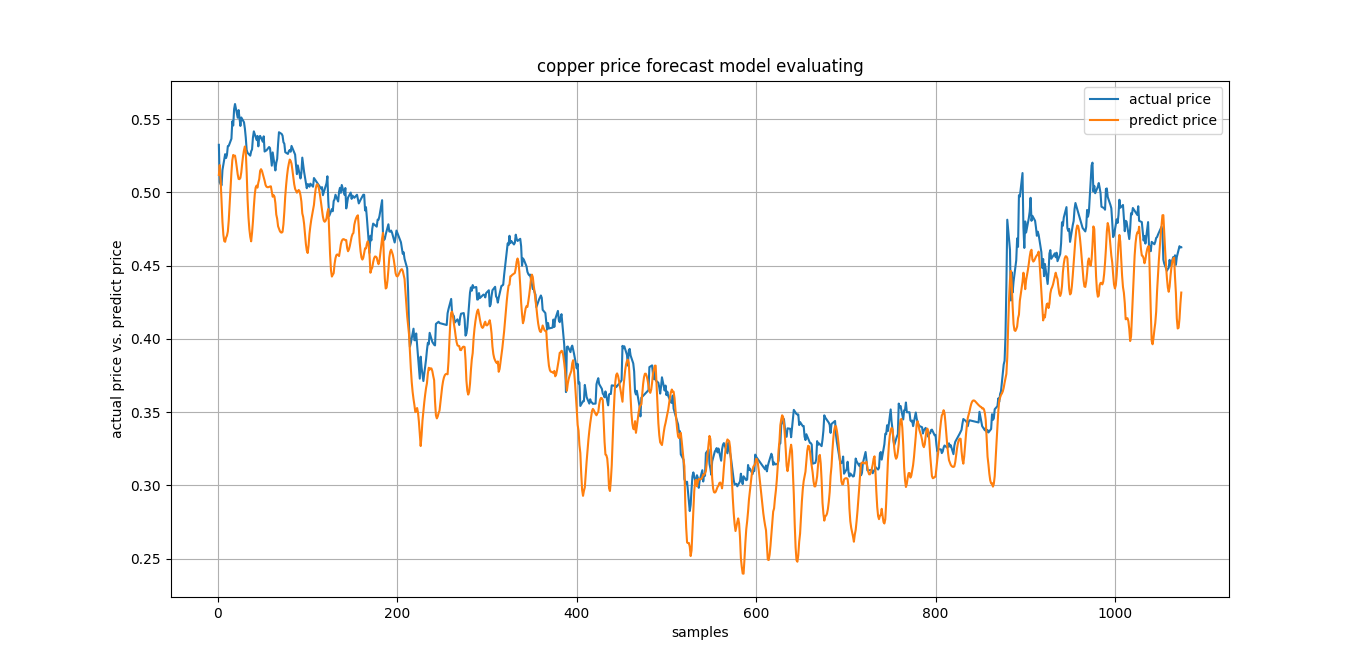 copper price forecast model evaluating
actual price
predict price
actual price vs. predict price
0.55
0.50
0.45
0.40
0.35
0.30
0.25
0 200 400 600 800 1000
samples